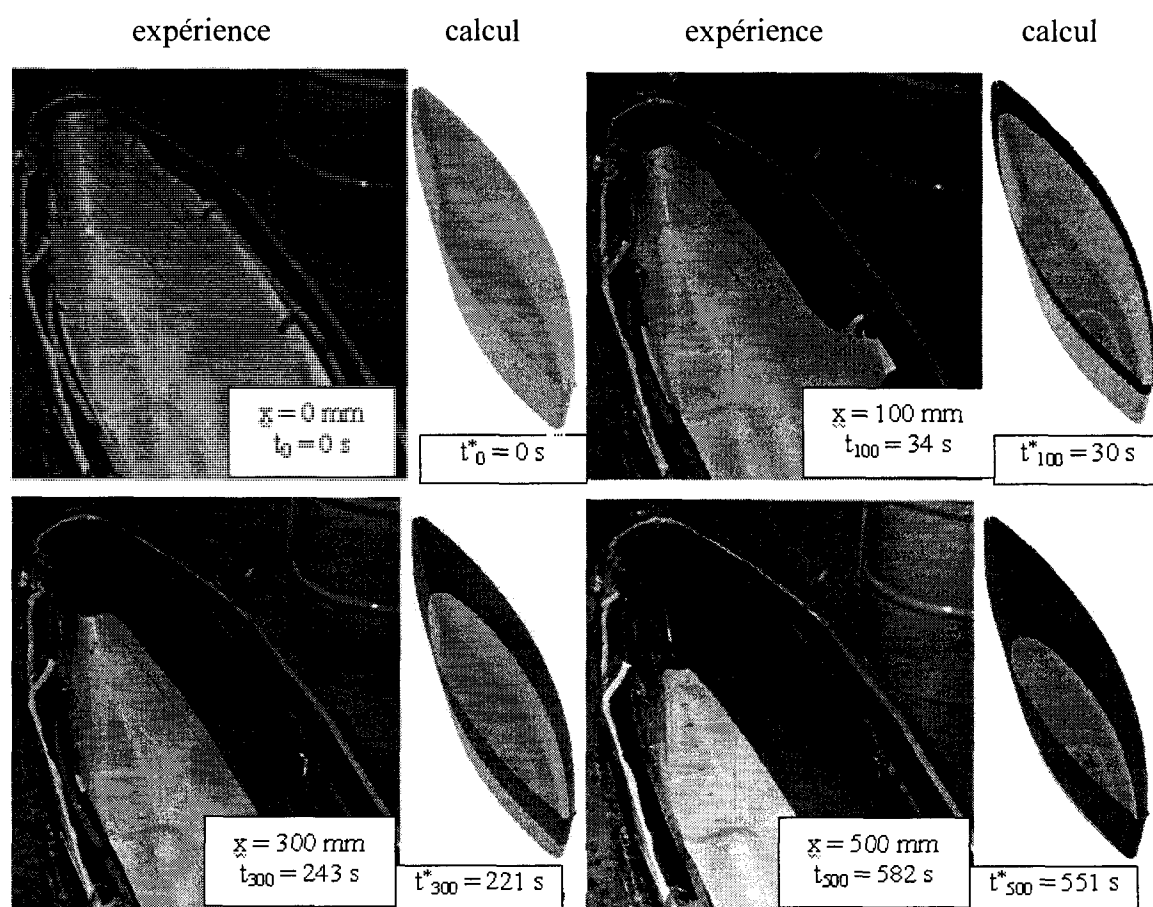 expérience calcul expérience calcul
x = 0 mm
t₀ = 0 s
t*₀ = 0 s
x = 100 mm
t₁₀₀ = 34 s
t*₁₀₀ = 30 s
x = 300 mm
t₃₀₀ = 243 s
t*₃₀₀ = 221 s
x = 500 mm
t₅₀₀ = 582 s
t*₅₀₀ = 551 s